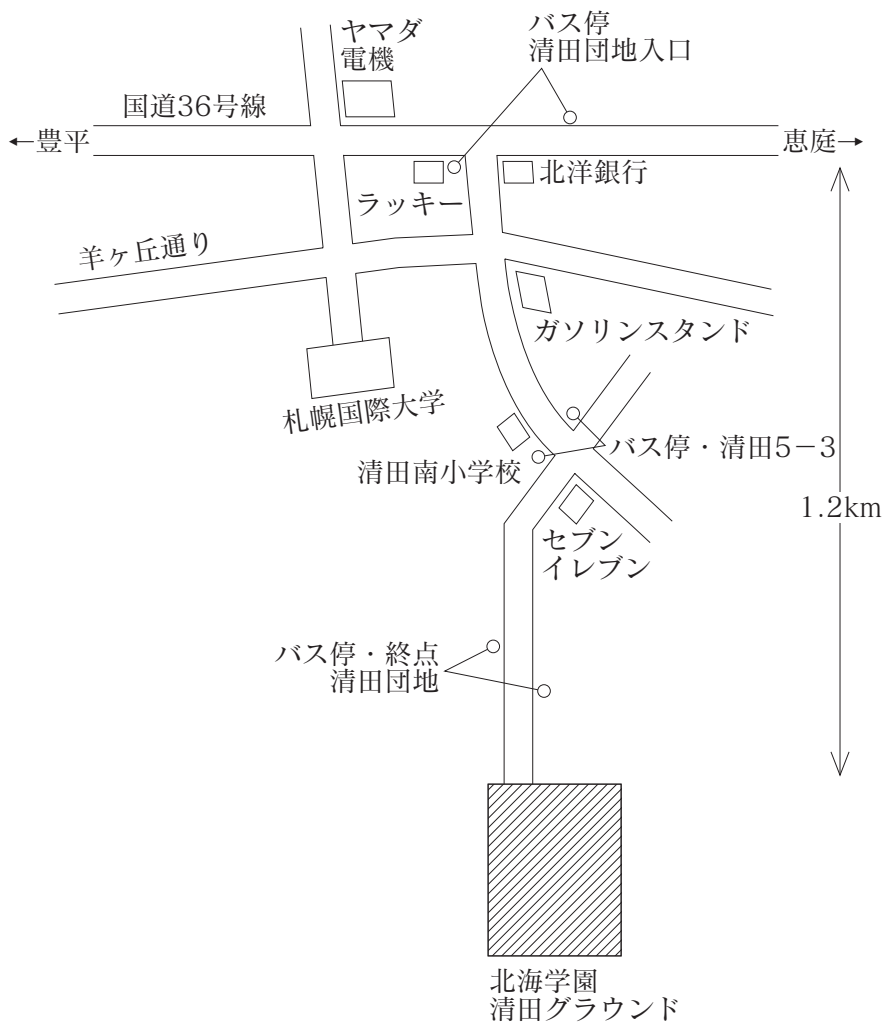 ヤマダ
電機
バス停
清田団地入口
国道36号線
←豊平
恵庭→
北洋銀行
ラッキー
羊ヶ丘通り
ガソリンスタンド
札幌国際大学
バス停・清田5－3
清田南小学校
1.2km
セブン
イレブン
バス停・終点
清田団地
北海学園
清田グラウンド